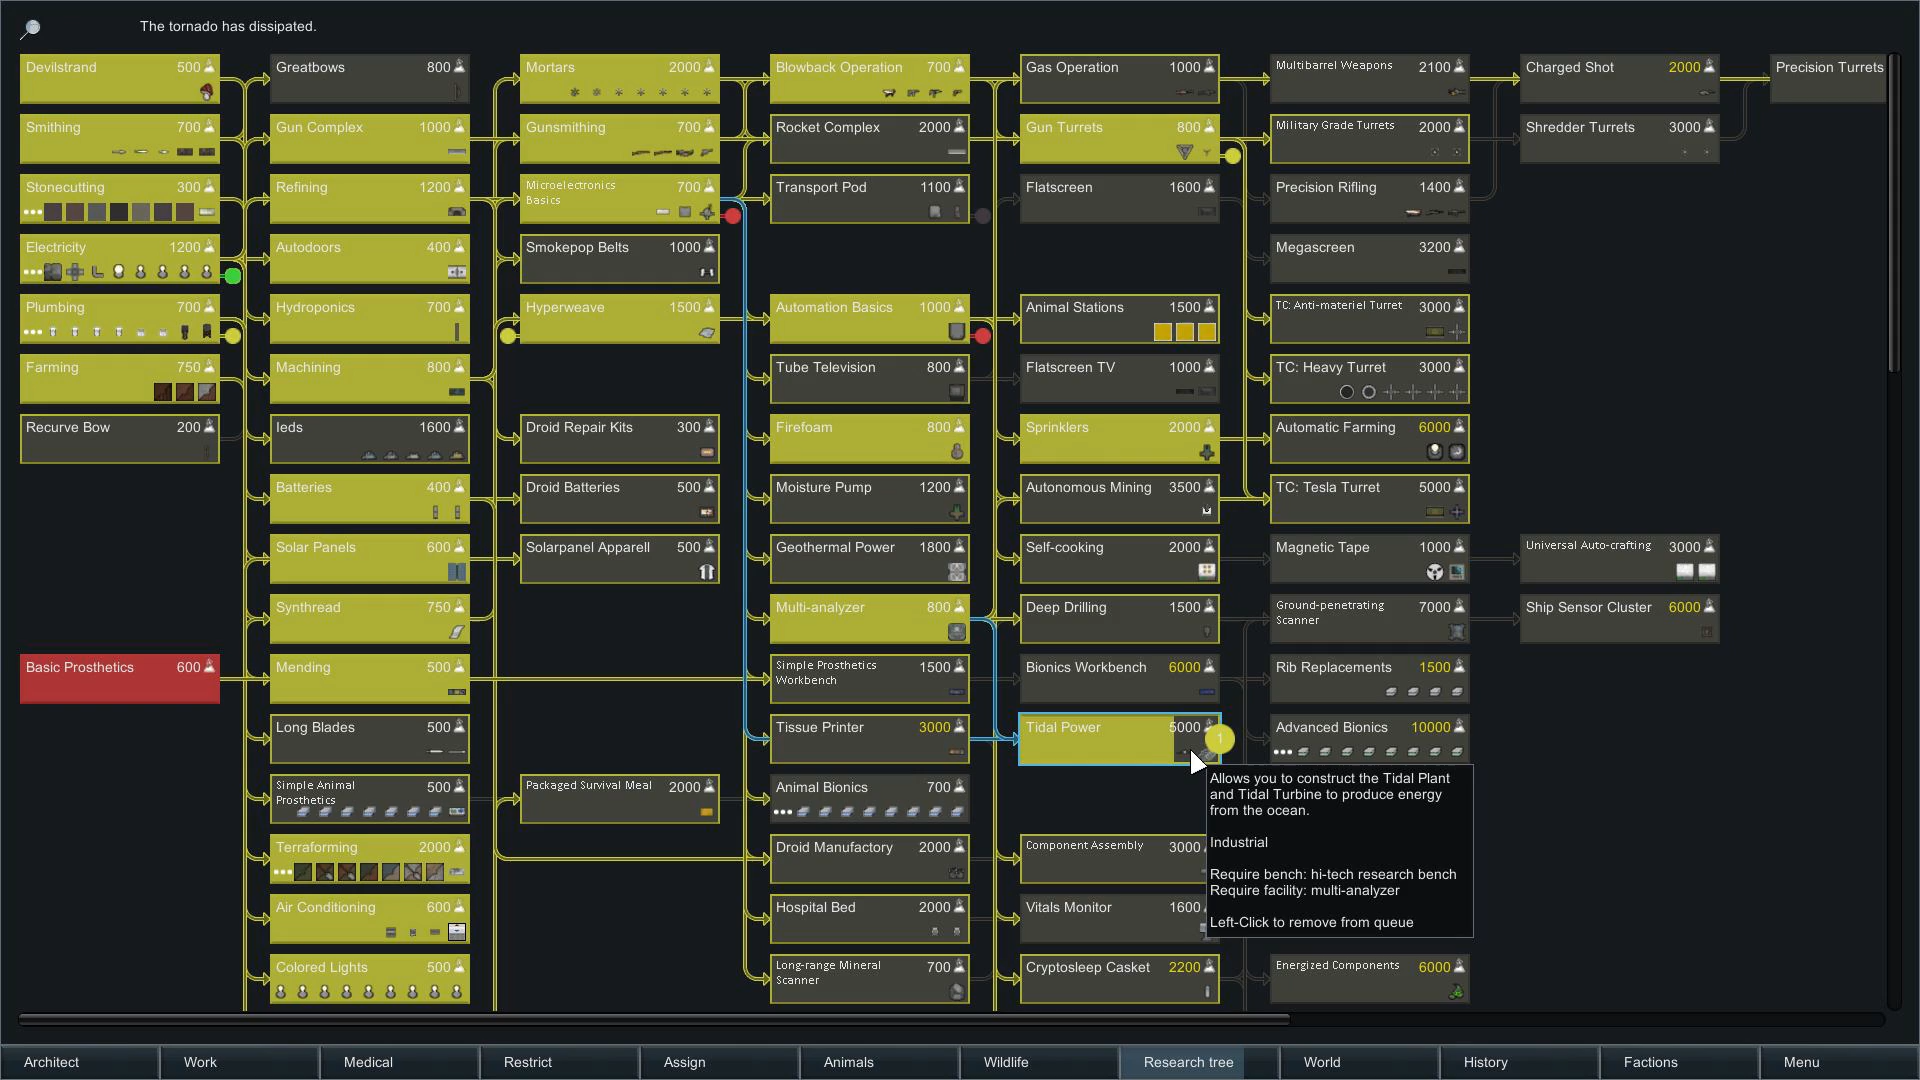 The tornado has dissipated.
Devilstrand 500
Greatbows 800
Mortars 2000
Blowback Operation 700
Gas Operation 1000
Multibarrel Weapons 2100
Charged Shot 2000
Precision Turrets
Smithing 700
Gun Complex 1000
Gunsmithing 700
Rocket Complex 2000
Gun Turrets 800
Military Grade Turrets 2000
Shredder Turrets 3000
Stonecutting 300
Refining 1200
Microelectronics Basics 700
Transport Pod 1100
Flatscreen 1600
Precision Rifling 1400
Electricity 1200
Autodoors 400
Smokepop Belts 1000
Megascreen 3200
Plumbing 700
Hydroponics 700
Hyperweave 1500
Automation Basics 1000
Animal Stations 1500
TC: Anti-materiel Turret 3000
Farming 750
Machining 800
Tube Television 800
Flatscreen TV 1000
TC: Heavy Turret 3000
Recurve Bow 200
Ieds 1600
Droid Repair Kits 300
Firefoam 800
Sprinklers 2000
Automatic Farming 6000
Batteries 400
Droid Batteries 500
Moisture Pump 1200
Autonomous Mining 3500
TC: Tesla Turret 5000
Solar Panels 600
Solarpanel Apparell 500
Geothermal Power 1800
Self-cooking 2000
Magnetic Tape 1000
Universal Auto-crafting 3000
Synthread 750
Multi-analyzer 800
Deep Drilling 1500
Ground-penetrating Scanner 7000
Ship Sensor Cluster 6000
Basic Prosthetics 600
Mending 500
Simple Prosthetics Workbench 1500
Bionics Workbench 6000
Rib Replacements 1500
Long Blades 500
Tissue Printer 3000
Tidal Power 5000
1
Advanced Bionics 10000
Simple Animal Prosthetics 500
Packaged Survival Meal 2000
Animal Bionics 700
Allows you to construct the Tidal Plant
and Tidal Turbine to produce energy
from the ocean.
Industrial
Require bench: hi-tech research bench
Require facility: multi-analyzer
Left-Click to remove from queue
Terraforming 2000
Droid Manufactory 2000
Component Assembly 3000
Air Conditioning 600
Hospital Bed 2000
Vitals Monitor 1600
Colored Lights 500
Long-range Mineral Scanner 700
Cryptosleep Casket 2200
Energized Components 6000
Architect Work Medical Restrict Assign Animals Wildlife Research tree World History Factions Menu